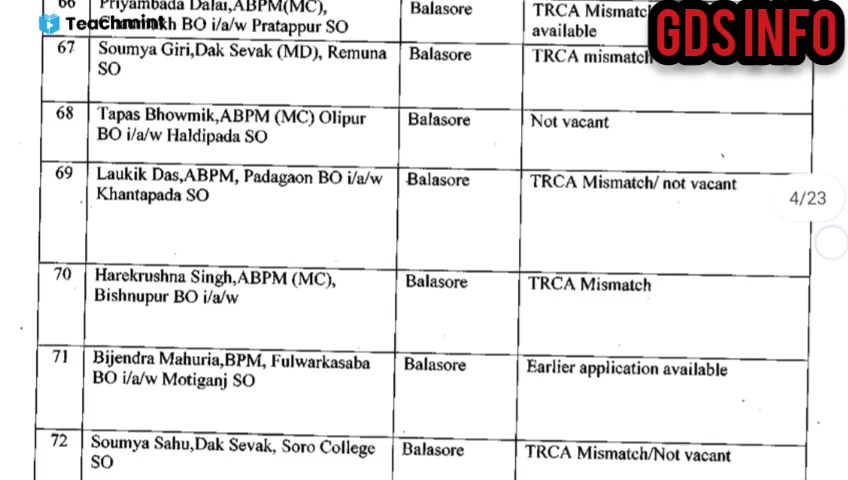 66 Priyambada Dalai,ABPM(MC), Balasore TRCA Mismatch
BO i/a/w Pratappur SO available
Teachmint
GDS INFO
67 Soumya Giri,Dak Sevak (MD), Remuna Balasore TRCA mismatch
SO
68 Tapas Bhowmik,ABPM (MC) Olipur Balasore Not vacant
BO i/a/w Haldipada SO
69 Laukik Das,ABPM, Padagaon BO i/a/w Balasore TRCA Mismatch/ not vacant
Khantapada SO
4/23
70 Harekrushna Singh,ABPM (MC), Balasore TRCA Mismatch
Bishnupur BO i/a/w
71 Bijendra Mahuria,BPM, Fulwarkasaba Balasore Earlier application available
BO i/a/w Motiganj SO
72 Soumya Sahu,Dak Sevak, Soro College Balasore TRCA Mismatch/Not vacant
SO